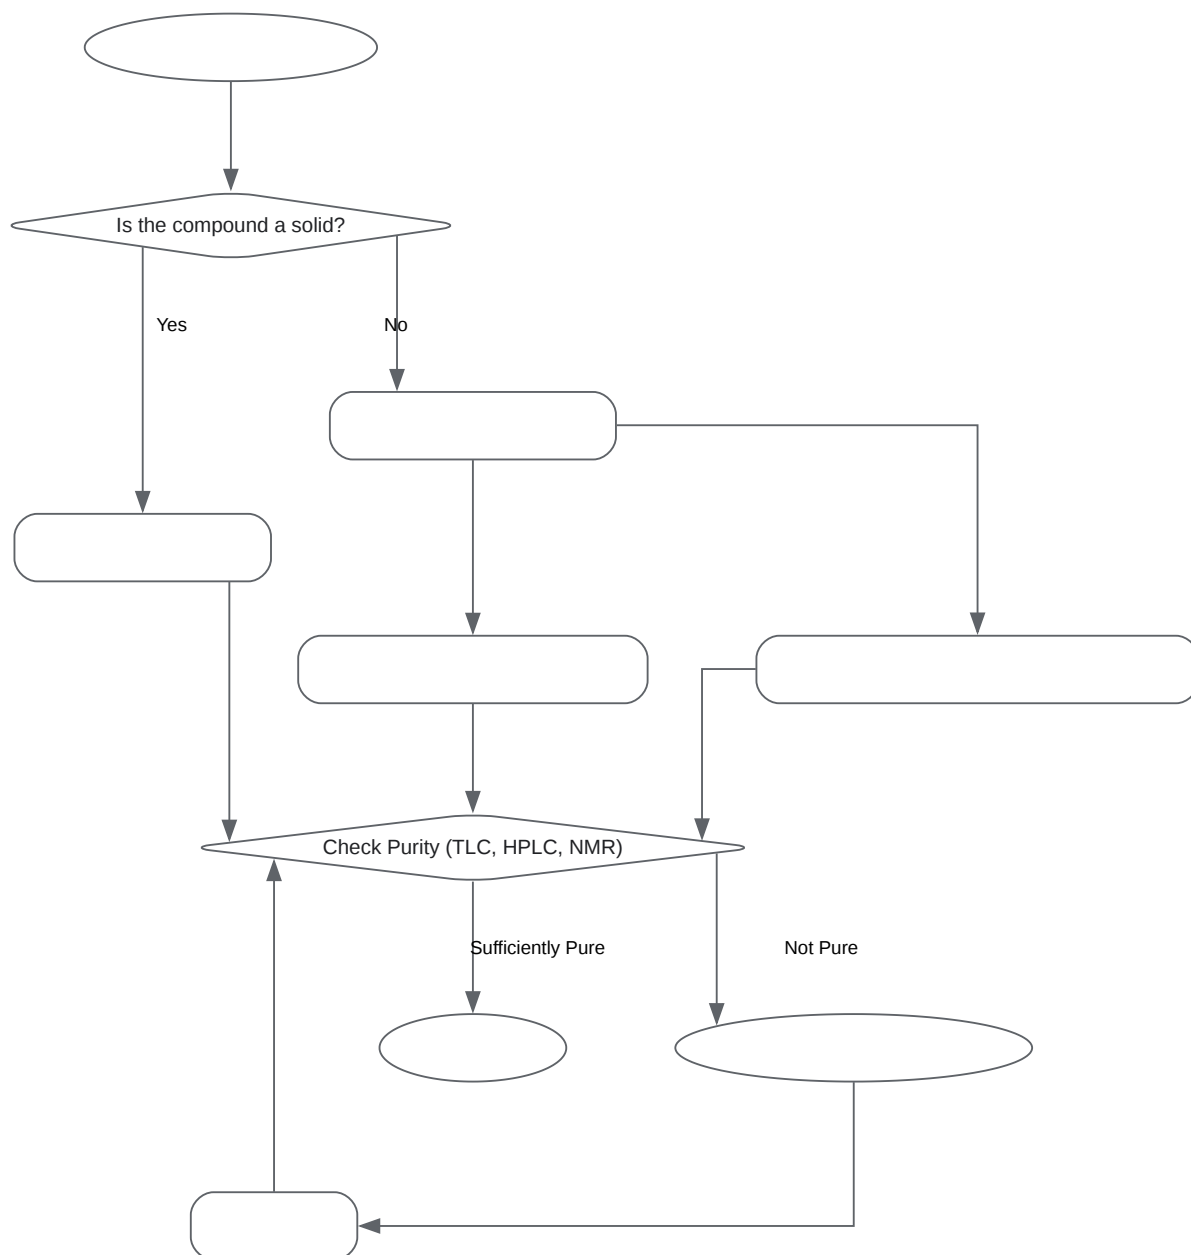 Is the compound a solid?
Yes
No
Check Purity (TLC, HPLC, NMR)
Sufficiently Pure
Not Pure